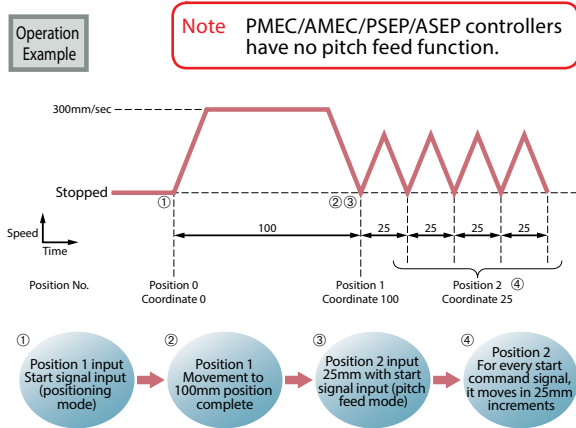 Operation
Example
Note PMEC/AMEC/PSEP/ASEP controllers
have no pitch feed function.
300mm/sec
Stopped
① ② ③
Speed
Time
100 25 25 25 25
Position No. Position 0 Position 1 Position 2 ④
Coordinate 0 Coordinate 100 Coordinate 25
①
Position 1 input
Start signal input
(positioning
mode)
②
Position 1
Movement to
100mm position
complete
③
Position 2 input
25mm with start
signal input (pitch
feed mode)
④
Position 2
For every start
command signal,
it moves in 25mm
increments